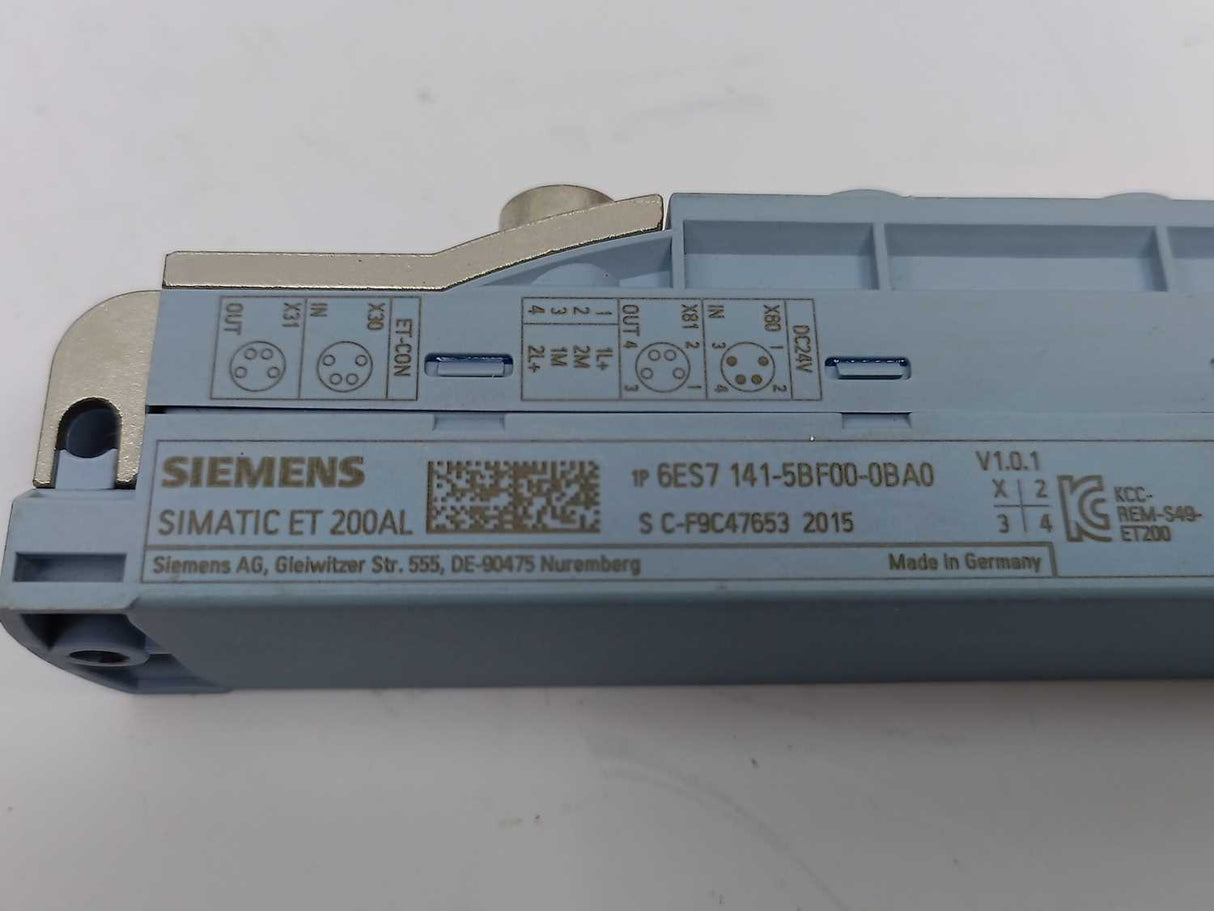 DC24V
X80
IN
1
2
3
4
X81
OUT
2
1
4
3
1 1L+
2 2M
3 1M
4 2L+
ET-CON
X30
IN
X31
OUT
SIEMENS
SIMATIC ET 200AL
1P 6ES7 141-5BF00-0BA0
S C-F9C47653 2015
V1.0.1
X 2
3 4
KCC-
REM-S49-
ET200
Siemens AG, Gleiwitzer Str. 555, DE-90475 Nuremberg
Made in Germany